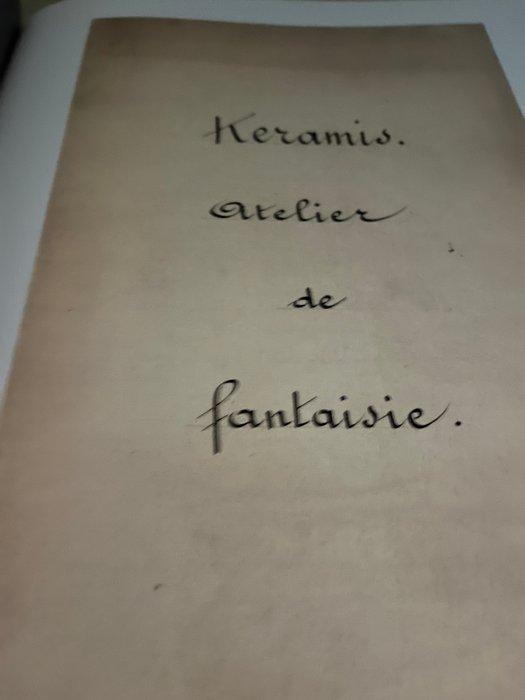 Keramis.
Atelier
de
fantaisie.